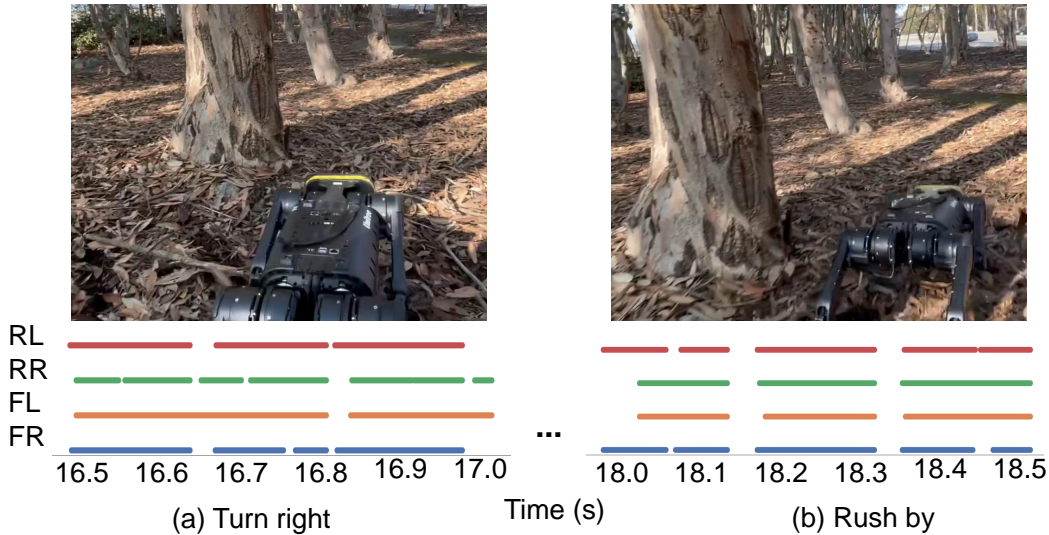 RL
RR
FL
FR
16.5 16.6 16.7 16.8 16.9 17.0
...
18.0 18.1 18.2 18.3 18.4 18.5
Time (s)
(a) Turn right
(b) Rush by